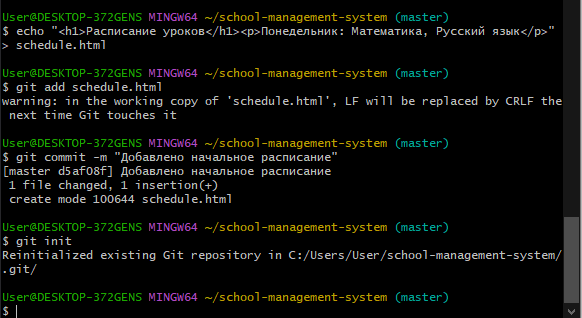 User@DESKTOP-372GENS MINGW64 ~/school-management-system (master)
$ echo "<h1>Расписание уроков</h1><p>Понедельник: Математика, Русский язык</p>"
> schedule.html
User@DESKTOP-372GENS MINGW64 ~/school-management-system (master)
$ git add schedule.html
warning: in the working copy of 'schedule.html', LF will be replaced by CRLF the
next time Git touches it
User@DESKTOP-372GENS MINGW64 ~/school-management-system (master)
$ git commit -m "Добавлено начальное расписание"
[master d5af08f] Добавлено начальное расписание
1 file changed, 1 insertion(+)
create mode 100644 schedule.html
User@DESKTOP-372GENS MINGW64 ~/school-management-system (master)
$ git init
Reinitialized existing Git repository in C:/Users/User/school-management-system/
.git/
User@DESKTOP-372GENS MINGW64 ~/school-management-system (master)
$